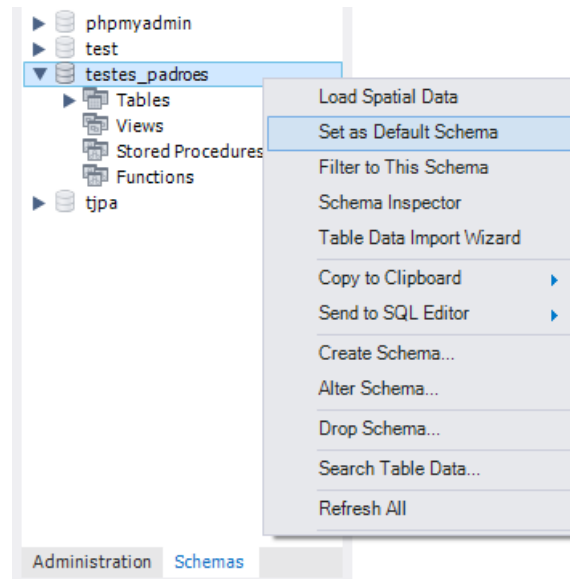 phpmyadmin
test
testes_padroes
Tables
Views
Stored Procedures
Functions
tjpa
Load Spatial Data
Set as Default Schema
Filter to This Schema
Schema Inspector
Table Data Import Wizard
Copy to Clipboard
Send to SQL Editor
Create Schema...
Alter Schema...
Drop Schema...
Search Table Data...
Refresh All
Administration Schemas